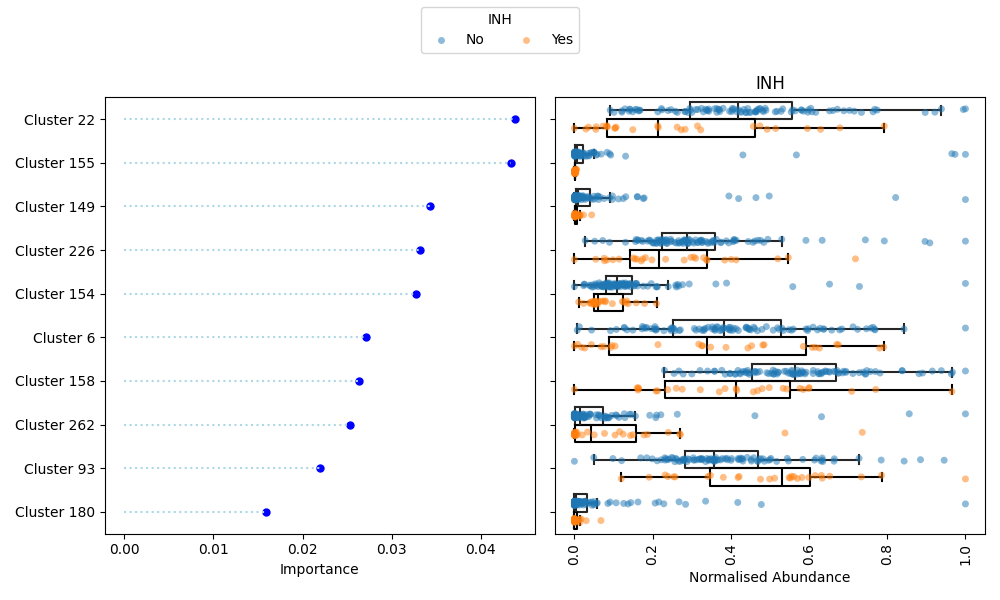 INH
No Yes
INH
Cluster 22
Cluster 155
Cluster 149
Cluster 226
Cluster 154
Cluster 6
Cluster 158
Cluster 262
Cluster 93
Cluster 180
0.00 0.01 0.02 0.03 0.04
Importance
0.0 0.2 0.4 0.6 0.8 1.0
Normalised Abundance